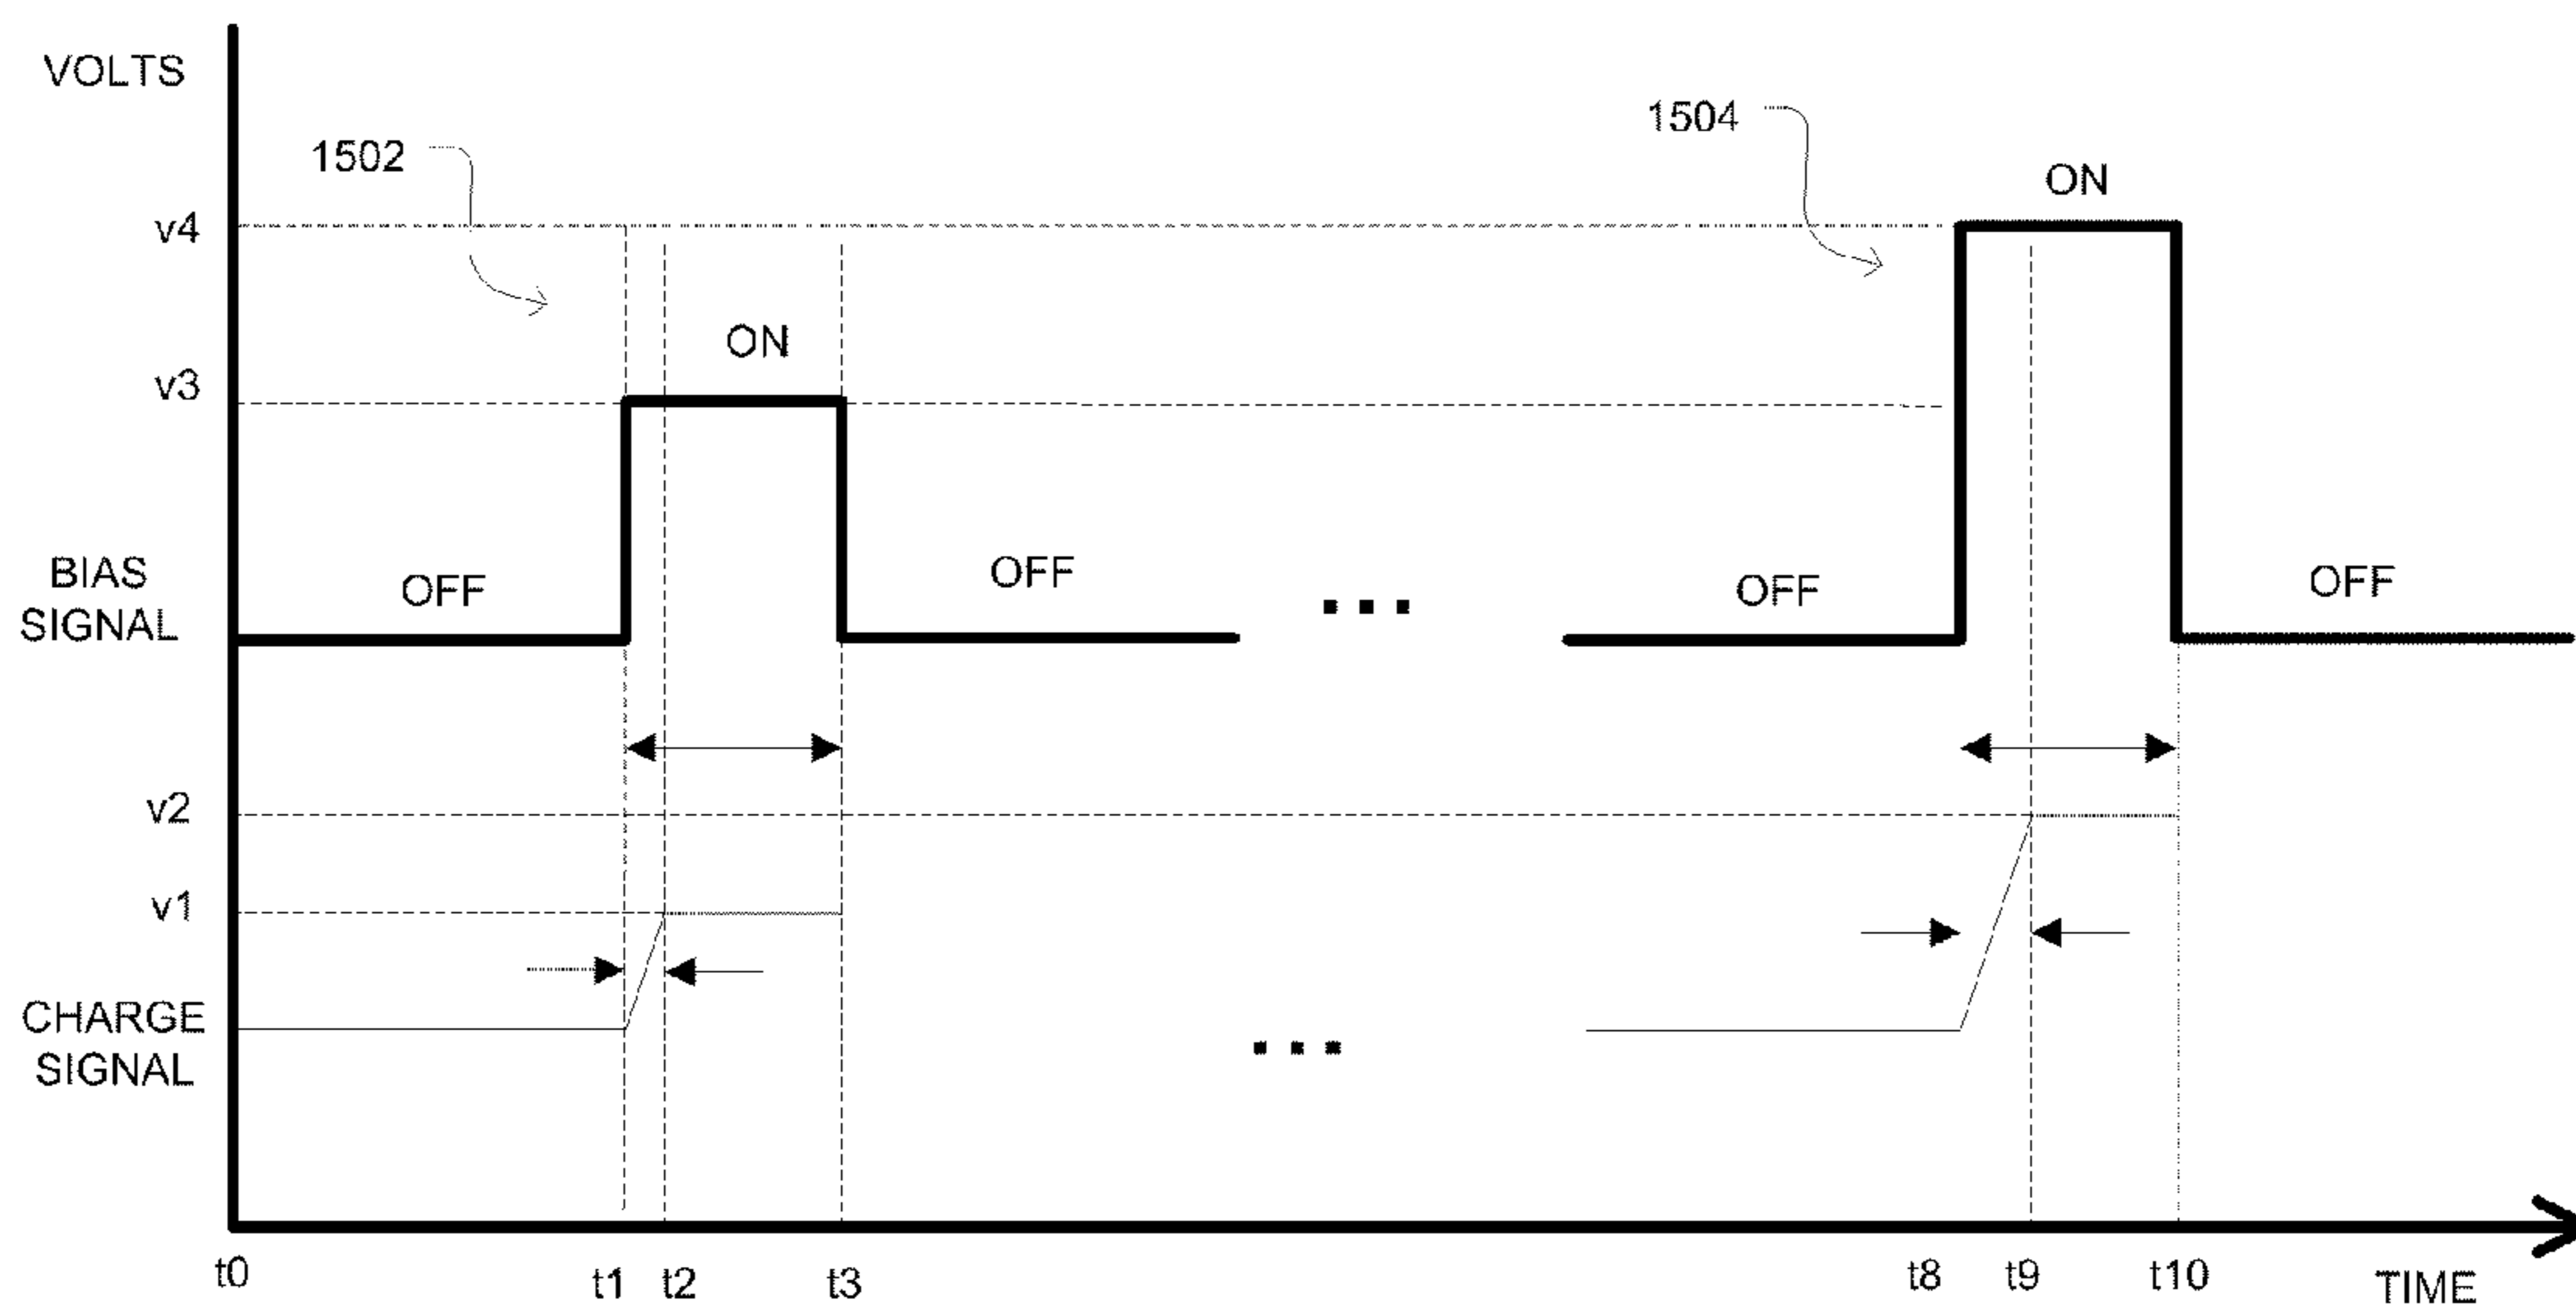 VOLTS
1502
1504
ON
v4
ON
v3
BIAS
SIGNAL
OFF
OFF
...
OFF
OFF
v2
v1
CHARGE
SIGNAL
...
t0
t1
t2
t3
t8
t9
t10
TIME